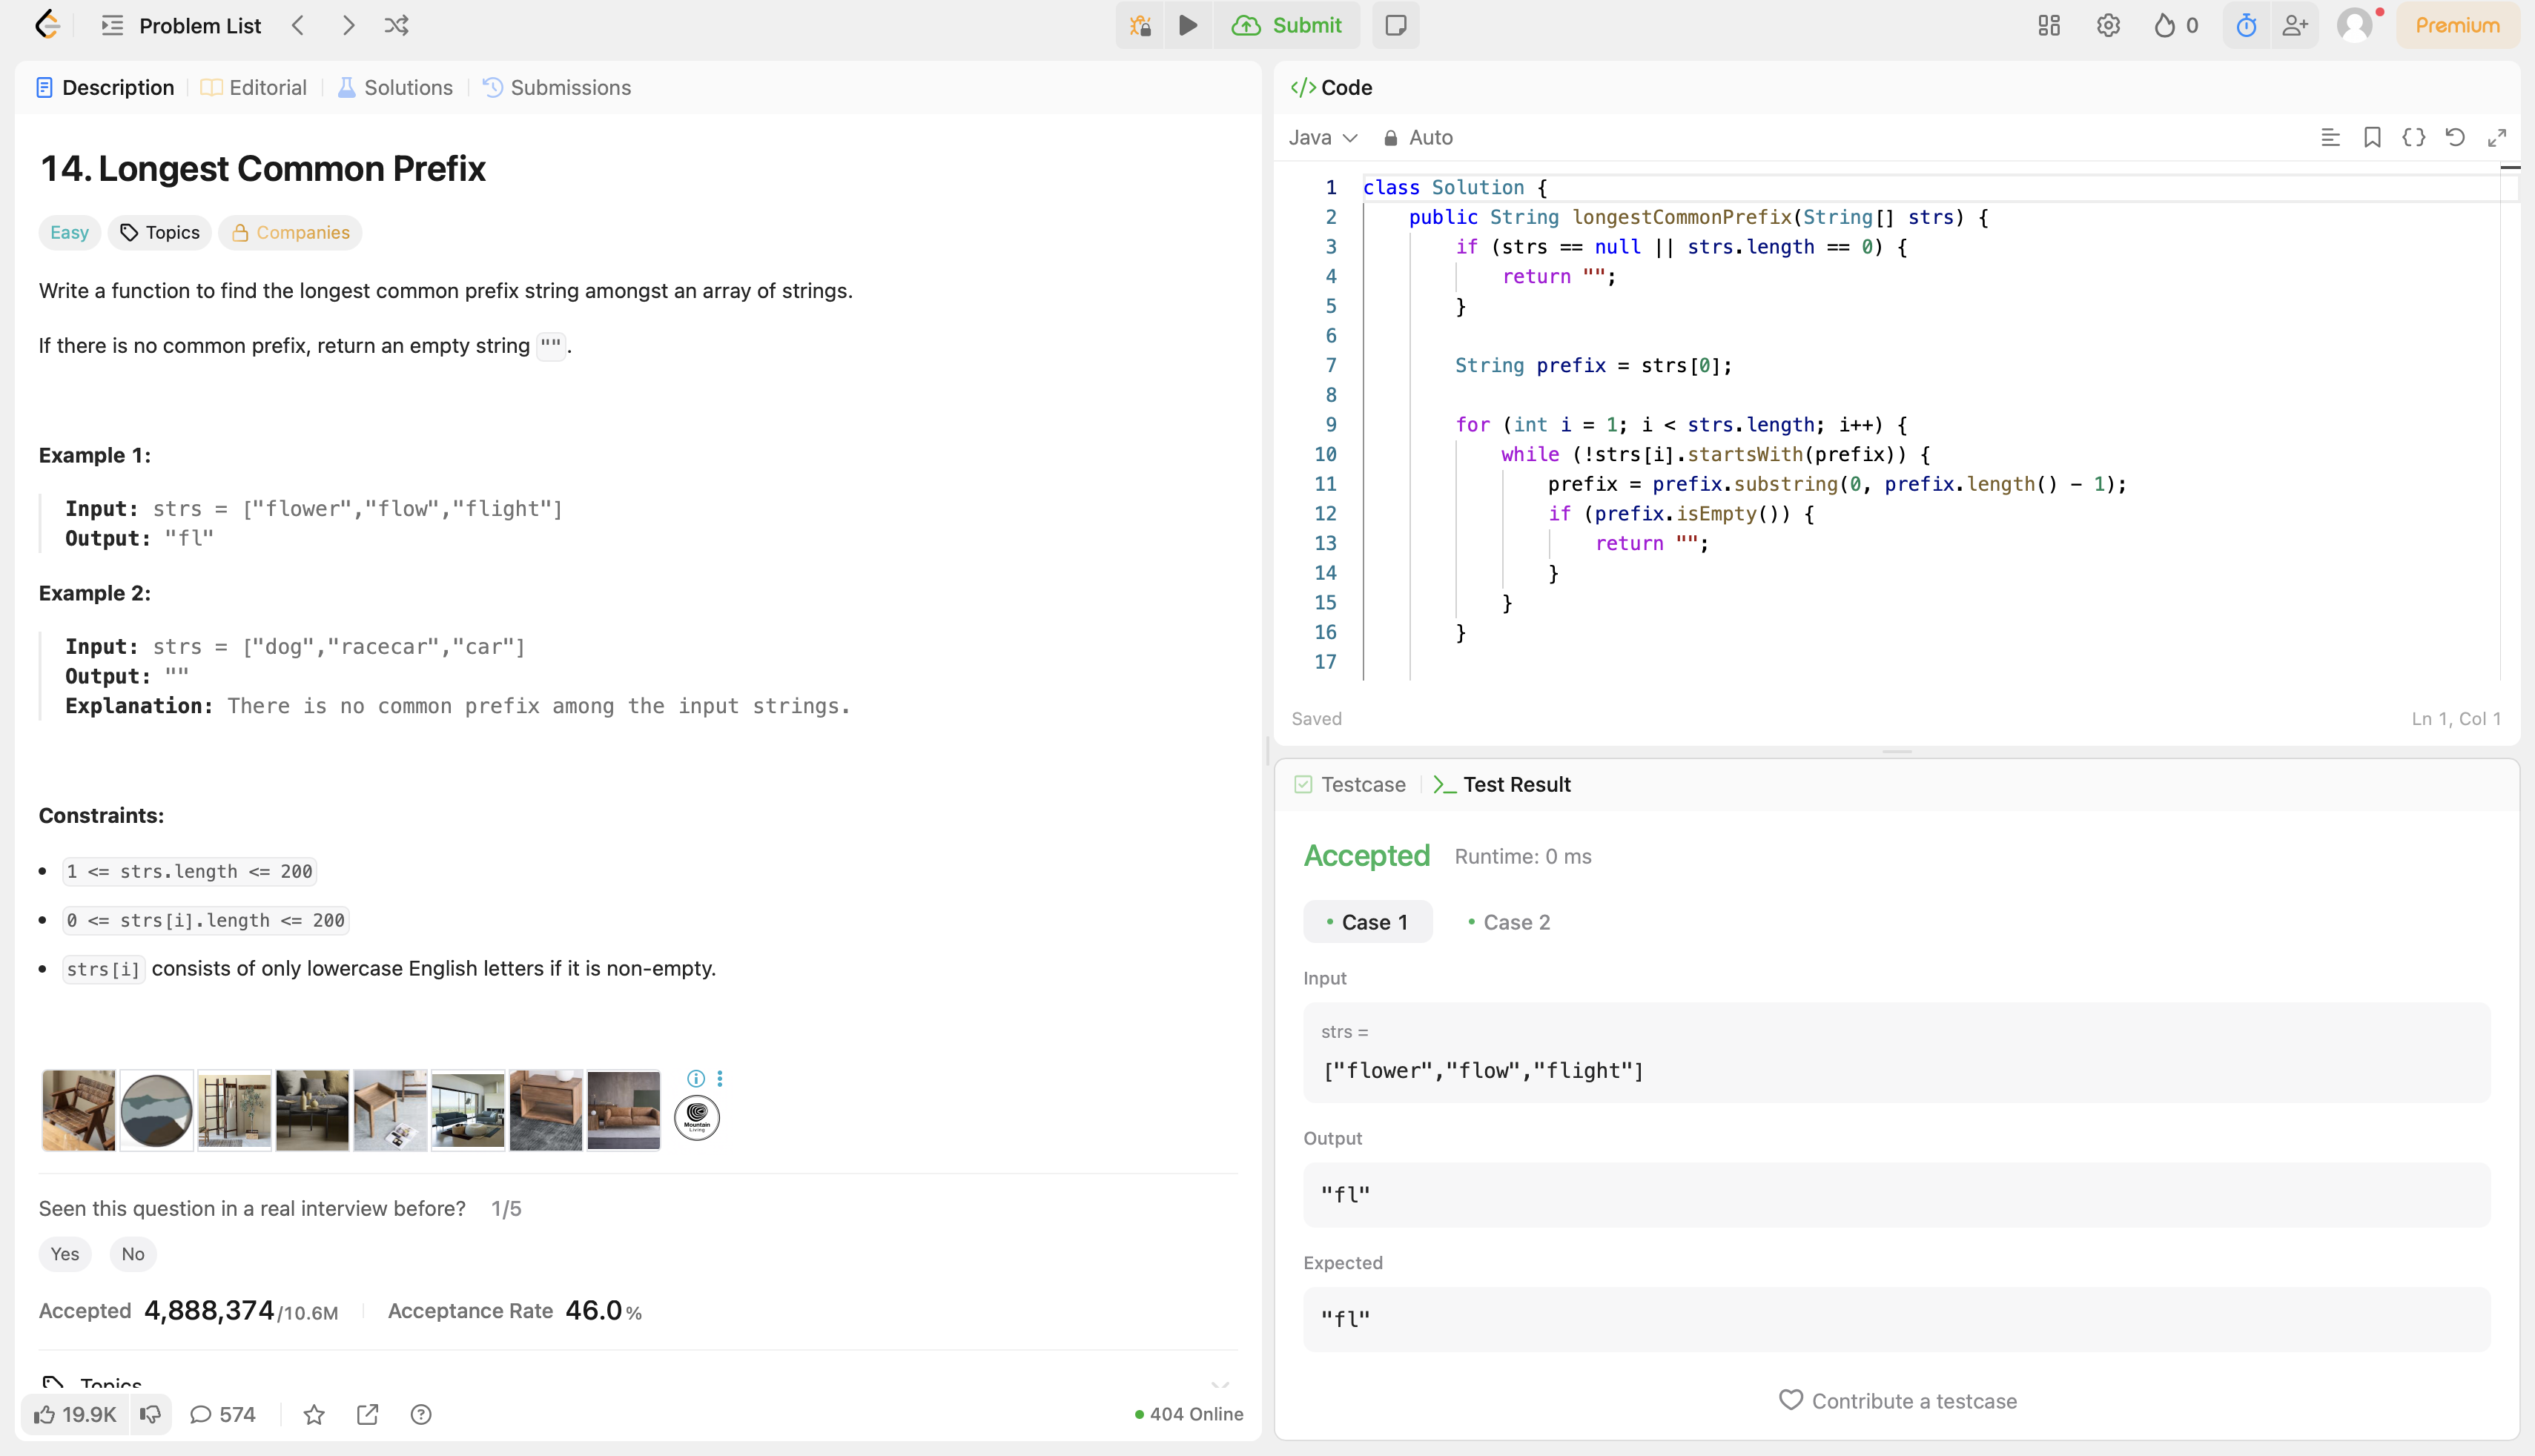 Problem List
Submit
0
Premium
Description
Editorial
Solutions
Submissions
14. Longest Common Prefix
Easy
Topics
Companies
Write a function to find the longest common prefix string amongst an array of strings.
If there is no common prefix, return an empty string "".
Example 1:
Input: strs = ["flower","flow","flight"]
Output: "fl"
Example 2:
Input: strs = ["dog","racecar","car"]
Output: ""
Explanation: There is no common prefix among the input strings.
Constraints:
1 <= strs.length <= 200
0 <= strs[i].length <= 200
strs[i] consists of only lowercase English letters if it is non-empty.
Mountain
Living
Seen this question in a real interview before? 1/5
Yes
No
Accepted 4,888,374/10.6M
Acceptance Rate 46.0%
Topics
19.9K
574
404 Online
</> Code
Java
Auto
1 class Solution {
2 public String longestCommonPrefix(String[] strs) {
3 if (strs == null || strs.length == 0) {
4 return "";
5 }
6
7 String prefix = strs[0];
8
9 for (int i = 1; i < strs.length; i++) {
10 while (!strs[i].startsWith(prefix)) {
11 prefix = prefix.substring(0, prefix.length() - 1);
12 if (prefix.isEmpty()) {
13 return "";
14 }
15 }
16 }
17
Saved
Ln 1, Col 1
Testcase
Test Result
Accepted
Runtime: 0 ms
Case 1
Case 2
Input
strs =
["flower","flow","flight"]
Output
"fl"
Expected
"fl"
Contribute a testcase